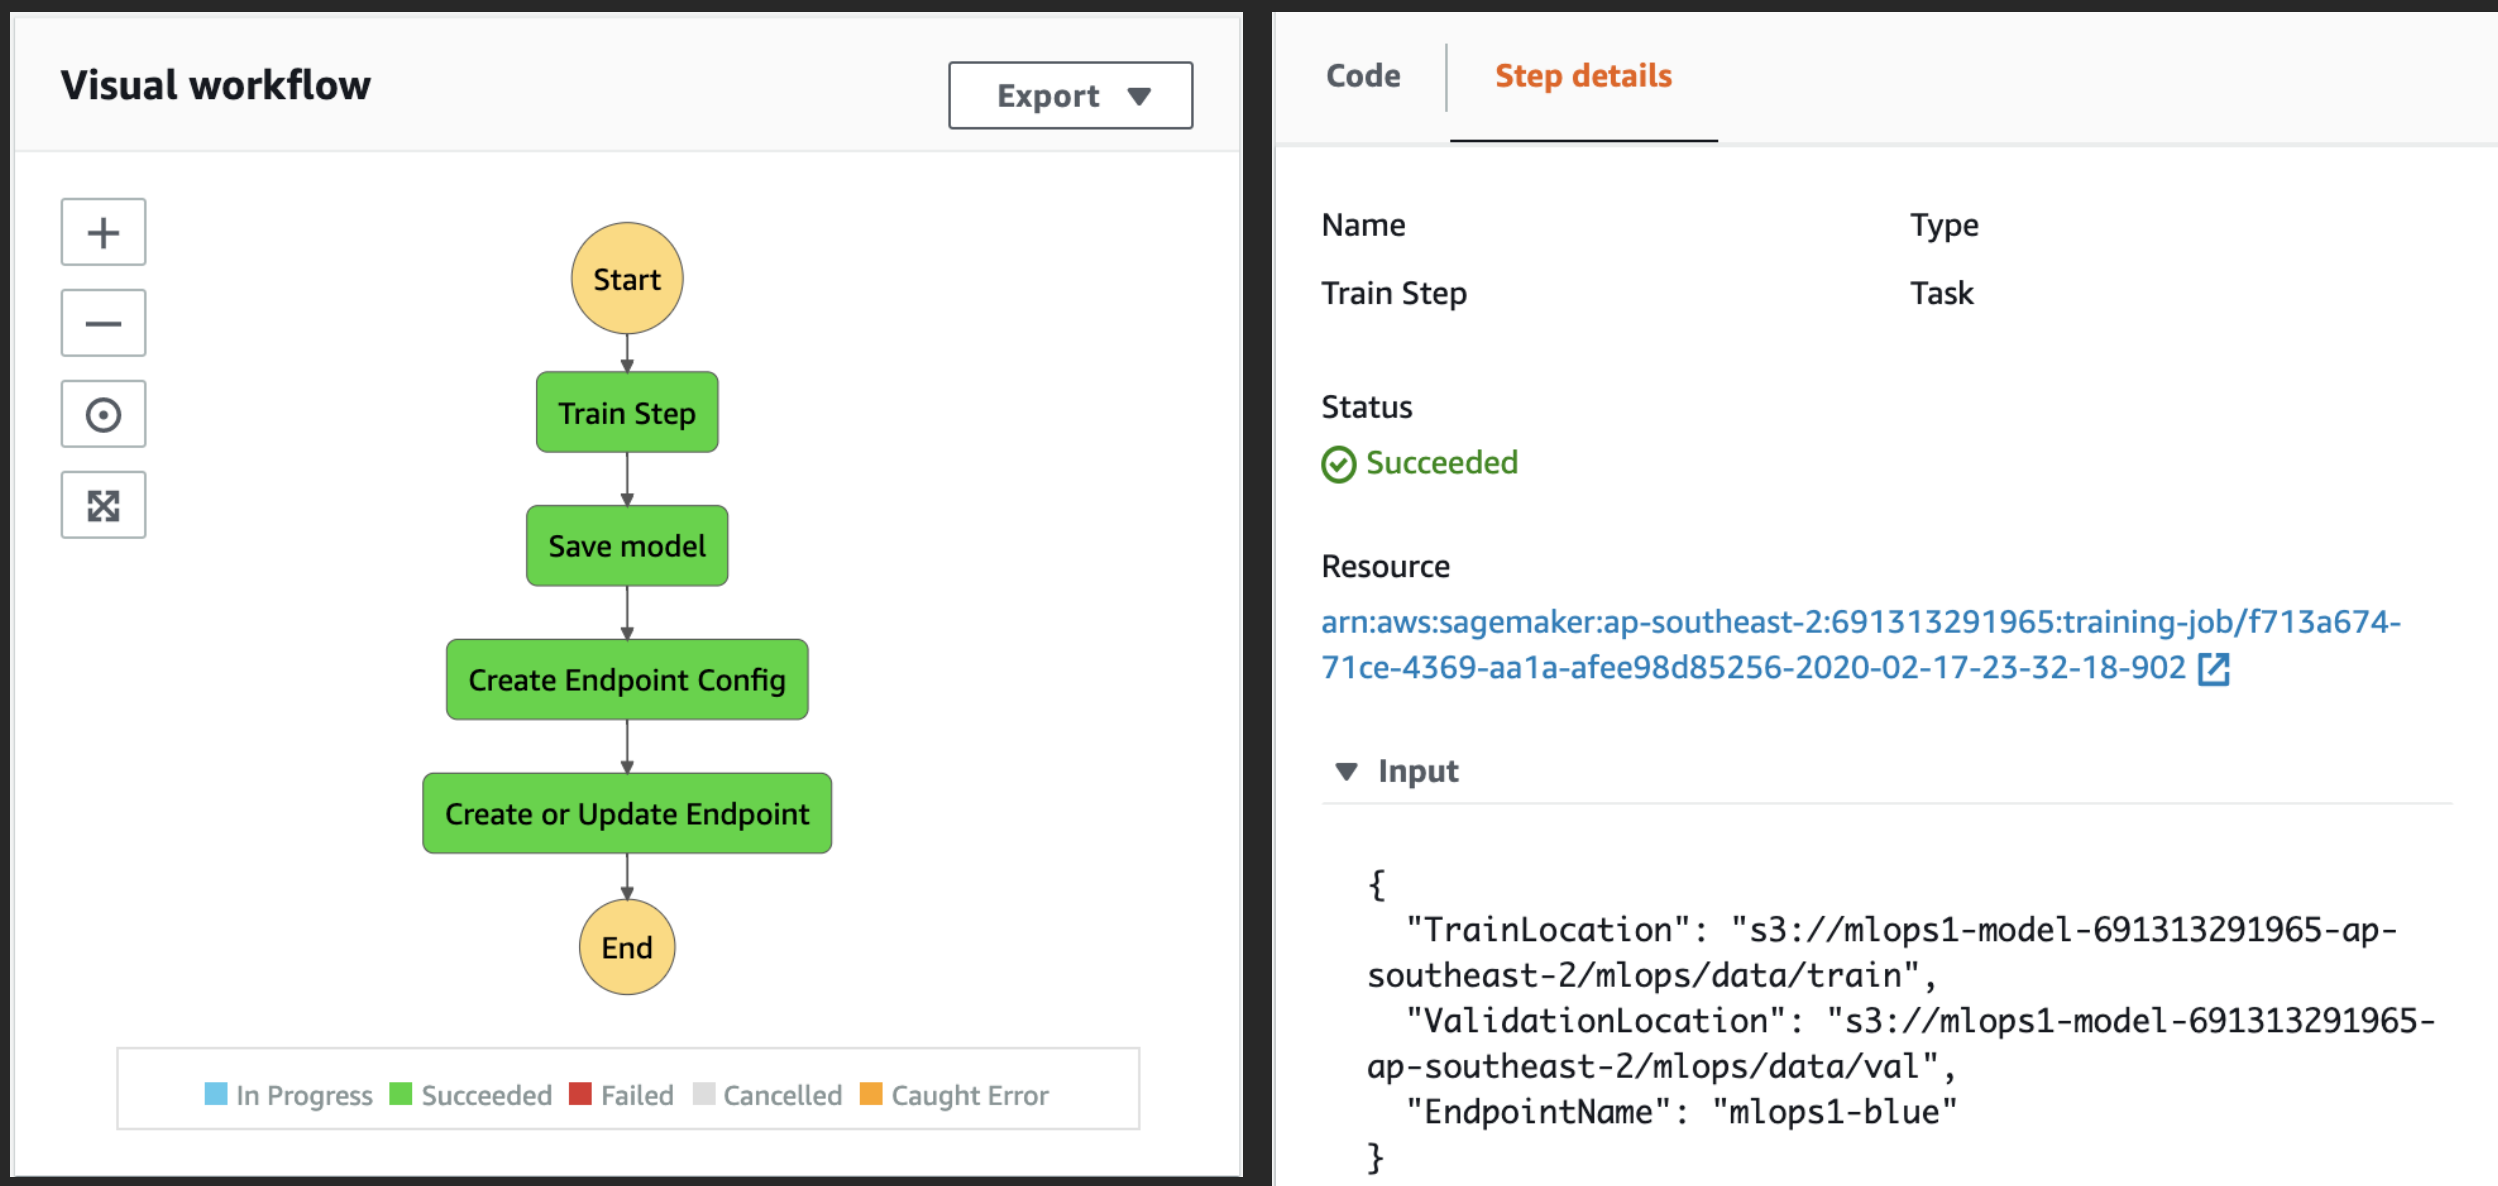 Visual workflow
Export
Start
Train Step
Save model
Create Endpoint Config
Create or Update Endpoint
End
In Progress Succeeded Failed Cancelled Caught Error
Code Step details
Name Type
Train Step Task
Status
Succeeded
Resource
arn:aws:sagemaker:ap-southeast-2:691313291965:training-job/f713a674-
71ce-4369-aa1a-afee98d85256-2020-02-17-23-32-18-902
Input
{
"TrainLocation": "s3://mlops1-model-691313291965-ap-
southeast-2/mlops/data/train",
"ValidationLocation": "s3://mlops1-model-691313291965-
ap-southeast-2/mlops/data/val",
"EndpointName": "mlops1-blue"
}